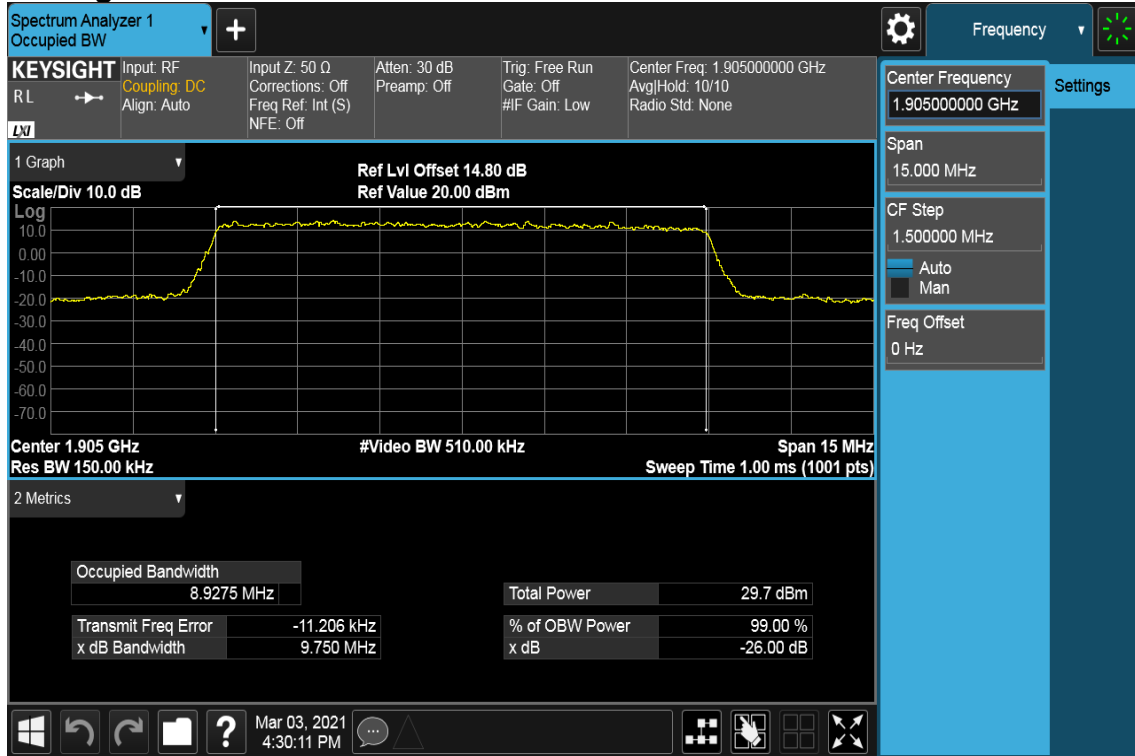 Spectrum Analyzer 1
Occupied BW
+
Frequency
KEYSIGHT
RL
LXI
Input: RF
Coupling: DC
Align: Auto
Input Z: 50 Ω
Corrections: Off
Freq Ref: Int (S)
NFE: Off
Atten: 30 dB
Preamp: Off
Trig: Free Run
Gate: Off
#IF Gain: Low
Center Freq: 1.905000000 GHz
Avg|Hold: 10/10
Radio Std: None
Center Frequency
1.905000000 GHz
Settings
Span
15.000 MHz
CF Step
1.500000 MHz
Auto
Man
Freq Offset
0 Hz
1 Graph
Ref Lvl Offset 14.80 dB
Scale/Div 10.0 dB
Ref Value 20.00 dBm
Log
10.0
0.00
-10.0
-20.0
-30.0
-40.0
-50.0
-60.0
-70.0
Center 1.905 GHz
#Video BW 510.00 kHz
Span 15 MHz
Res BW 150.00 kHz
Sweep Time 1.00 ms (1001 pts)
2 Metrics
Occupied Bandwidth
8.9275 MHz
Total Power 29.7 dBm
Transmit Freq Error -11.206 kHz
% of OBW Power 99.00 %
x dB Bandwidth 9.750 MHz
x dB -26.00 dB
?
Mar 03, 2021
4:30:11 PM